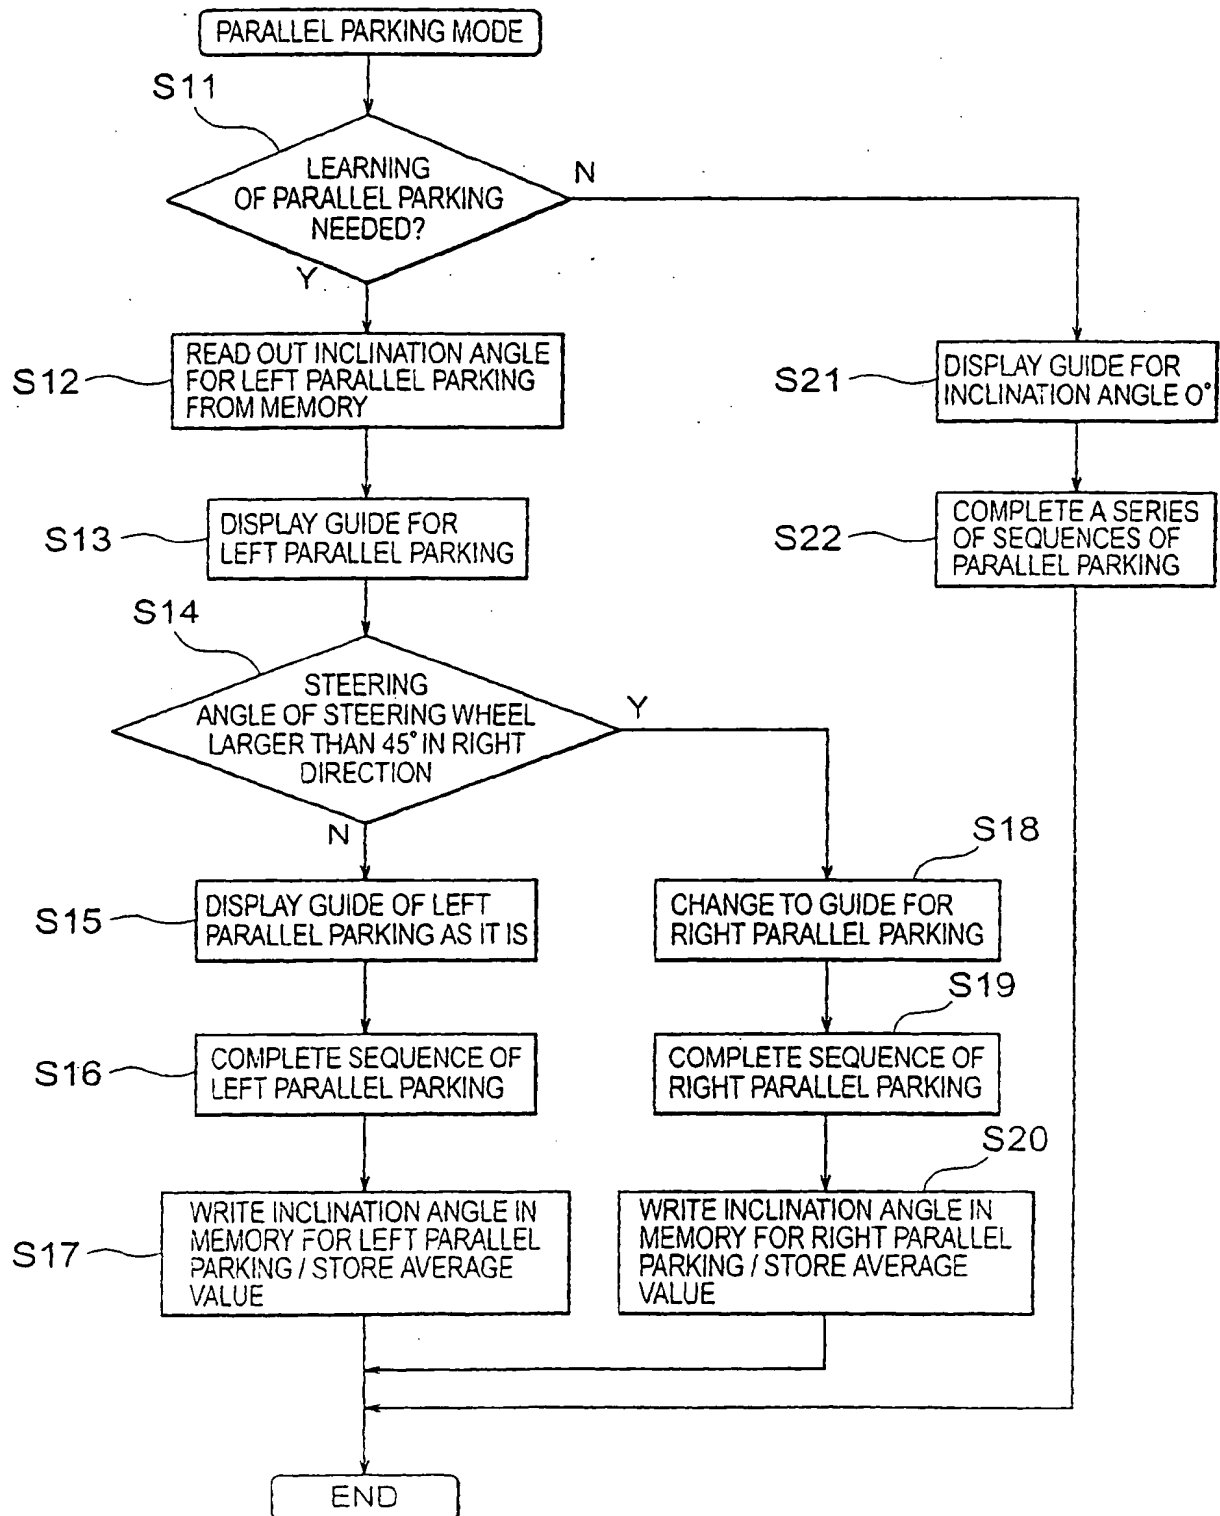 PARALLEL PARKING MODE
S11
LEARNING
OF PARALLEL PARKING
NEEDED?
N
Y
S12
READ OUT INCLINATION ANGLE
FOR LEFT PARALLEL PARKING
FROM MEMORY
S21
DISPLAY GUIDE FOR
INCLINATION ANGLE 0°
S13
DISPLAY GUIDE FOR
LEFT PARALLEL PARKING
S22
COMPLETE A SERIES
OF SEQUENCES OF
PARALLEL PARKING
S14
STEERING
ANGLE OF STEERING WHEEL
LARGER THAN 45° IN RIGHT
DIRECTION
Y
N
S15
DISPLAY GUIDE OF LEFT
PARALLEL PARKING AS IT IS
S18
CHANGE TO GUIDE FOR
RIGHT PARALLEL PARKING
S16
COMPLETE SEQUENCE OF
LEFT PARALLEL PARKING
S19
COMPLETE SEQUENCE OF
RIGHT PARALLEL PARKING
S17
WRITE INCLINATION ANGLE IN
MEMORY FOR LEFT PARALLEL
PARKING / STORE AVERAGE
VALUE
S20
WRITE INCLINATION ANGLE IN
MEMORY FOR RIGHT PARALLEL
PARKING / STORE AVERAGE
VALUE
END